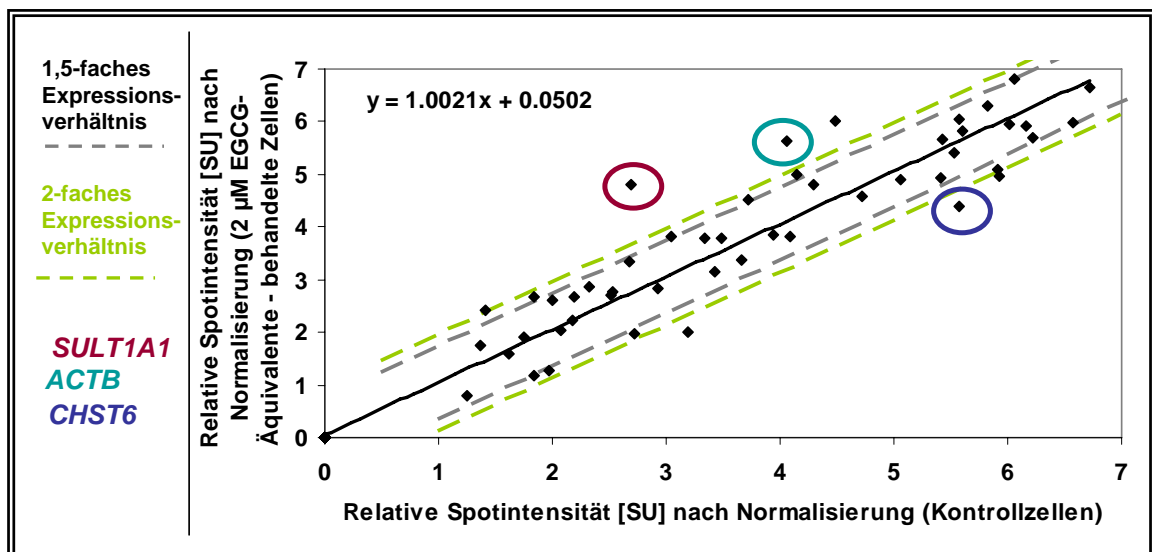 1,5-faches
Expressions-
verhältnis
2-faches
Expressions-
verhältnis
SULT1A1
ACTB
CHST6
Relative Spotintensität [SU] nach
Normalisierung (2 µM EGCG-
Äquivalente - behandelte Zellen)
y = 1.0021x + 0.0502
7
6
5
4
3
2
1
0
0 1 2 3 4 5 6 7
Relative Spotintensität [SU] nach Normalisierung (Kontrollzellen)